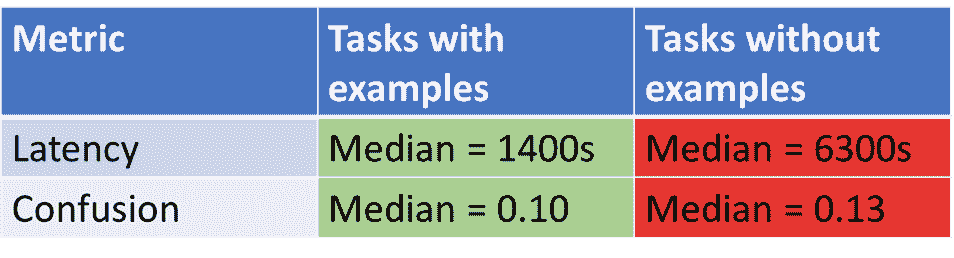 Metric Tasks with Tasks without
examples examples
Latency Median = 1400s Median = 6300s
Confusion Median = 0.10 Median = 0.13